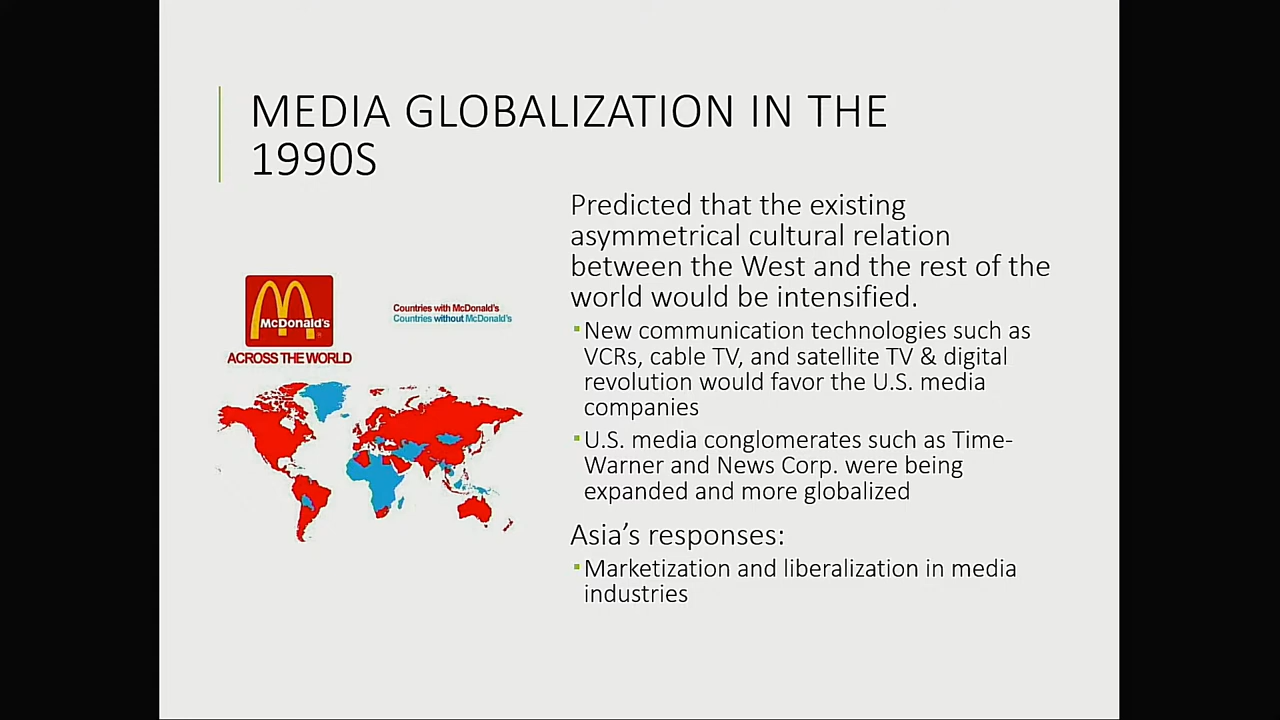 MEDIA GLOBALIZATION IN THE
1990S
McDonald's
ACROSS THE WORLD
Countries with McDonald's
Countries without McDonald's
Predicted that the existing
asymmetrical cultural relation
between the West and the rest of the
world would be intensified.
New communication technologies such as
VCRs, cable TV, and satellite TV & digital
revolution would favor the U.S. media
companies
U.S. media conglomerates such as Time-
Warner and News Corp. were being
expanded and more globalized
Asia's responses:
Marketization and liberalization in media
industries